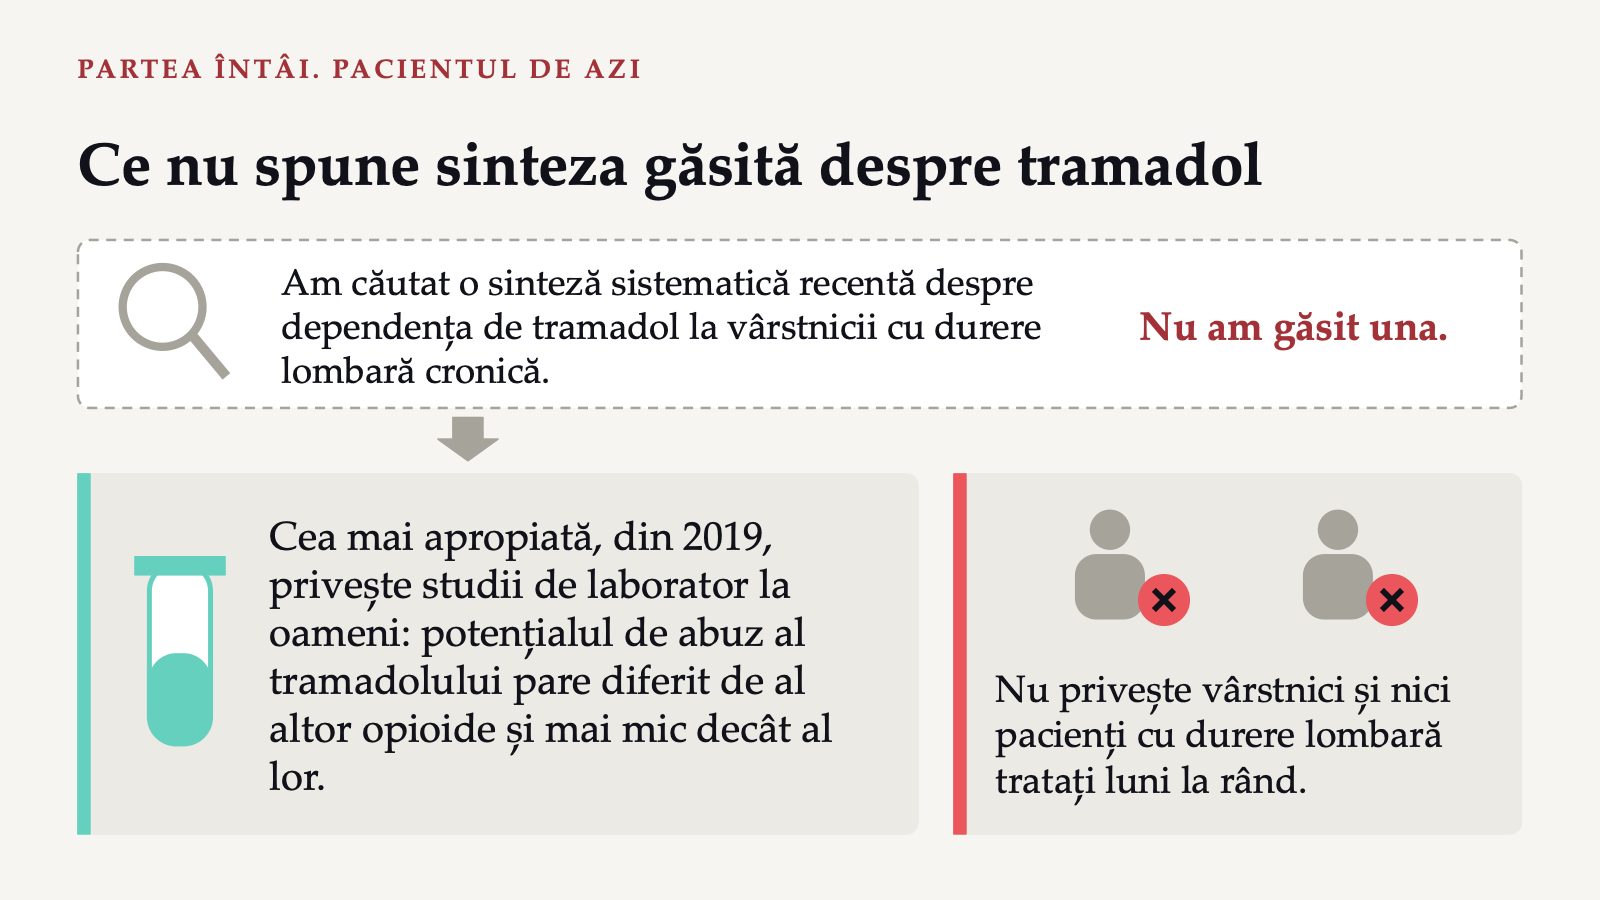 PARTEA ÎNTÂI. PACIENTUL DE AZI
Ce nu spune sinteza găsită despre tramadol
Am căutat o sinteză sistematică recentă despre
dependența de tramadol la vârstnicii cu durere
lombară cronică.
Nu am găsit una.
Cea mai apropiată, din 2019,
privește studii de laborator la
oameni: potențialul de abuz al
tramadolului pare diferit de al
altor opioide și mai mic decât al
lor.
Nu privește vârstnici și nici
pacienți cu durere lombară
tratați luni la rând.